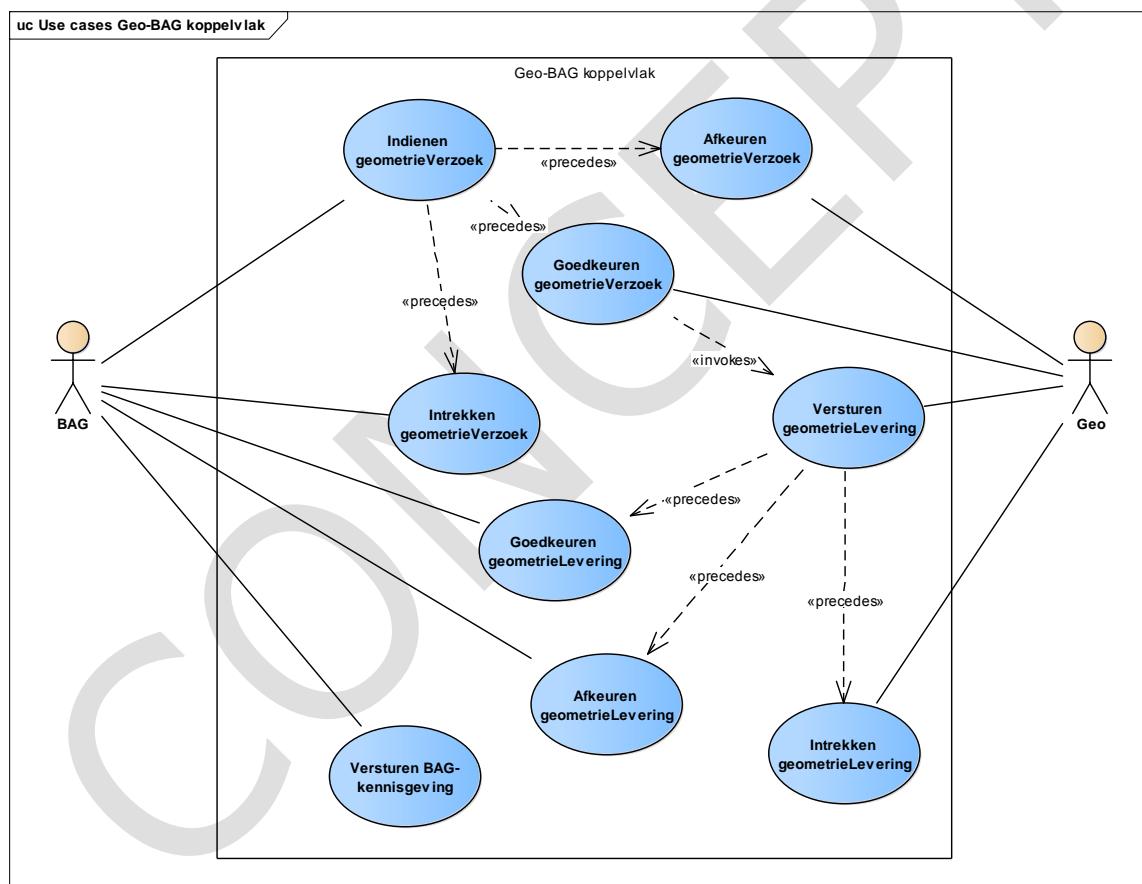 uc Use cases Geo-BAG koppelvlak
Geo-BAG koppelvlak
Indienen
geometrieVerzoek
Afkeuren
geometrieVerzoek
«precedes»
«precedes»
Goedkeuren
geometrieVerzoek
«precedes»
«invokes»
BAG
Geo
Intrekken
geometrieVerzoek
Versturen
geometrieLevering
«precedes»
Goedkeuren
geometrieLevering
«precedes»
«precedes»
Afkeuren
geometrieLevering
Intrekken
geometrieLevering
Versturen BAG-
kennisgeving
CONCEPT